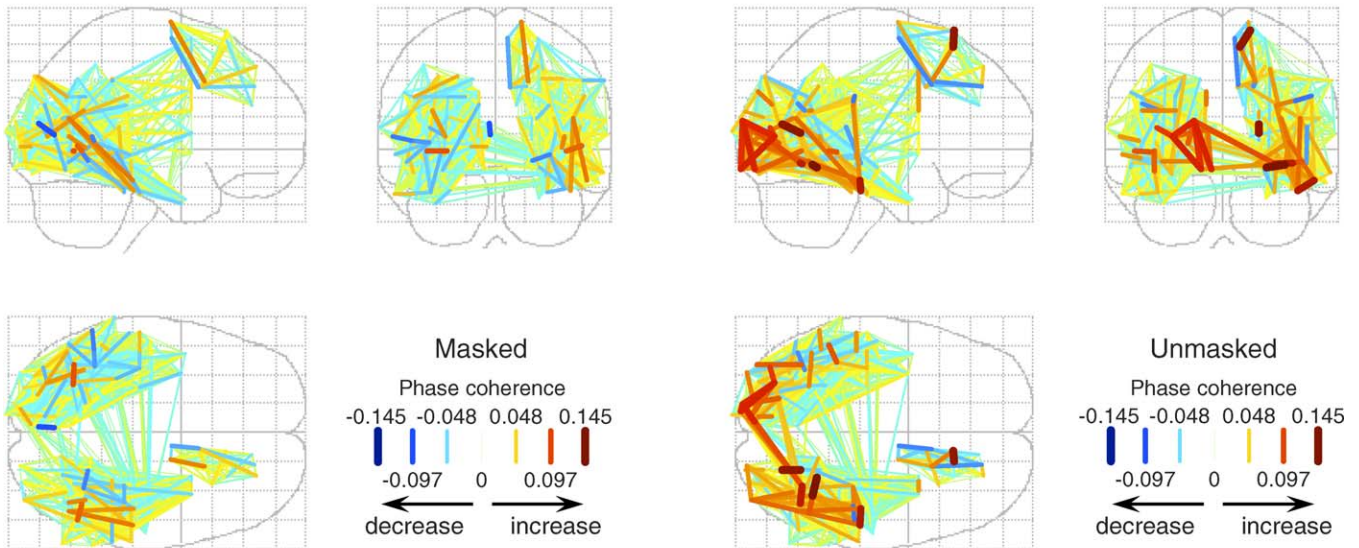 Masked
Phase coherence
-0.145 -0.048 0.048 0.145
-0.097 0 0.097
decrease increase
Unmasked
Phase coherence
-0.145 -0.048 0.048 0.145
-0.097 0 0.097
decrease increase